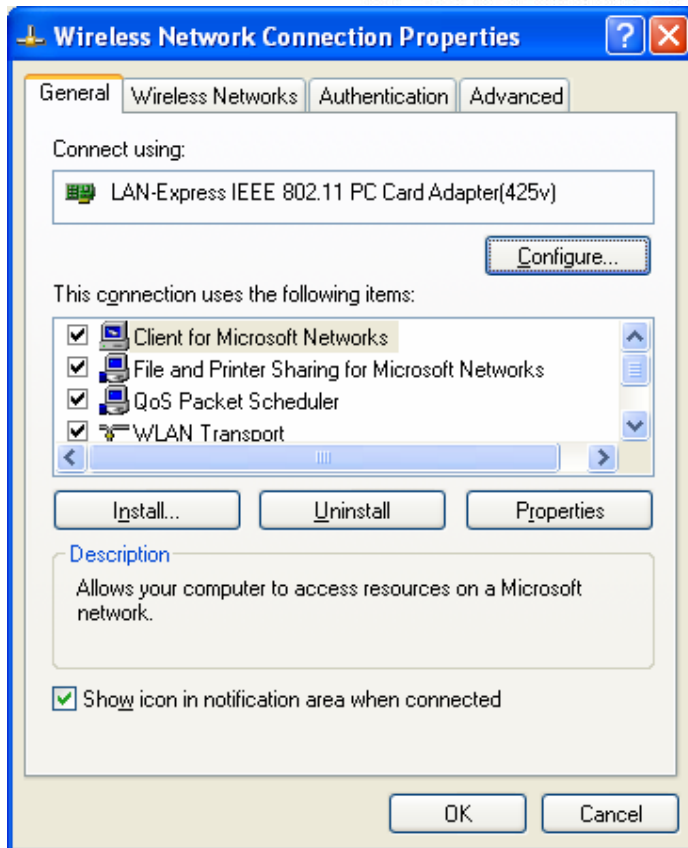 Wireless Network Connection Properties
General Wireless Networks Authentication Advanced
Connect using:
LAN-Express IEEE 802.11 PC Card Adapter(425v)
Configure...
This connection uses the following items:
Client for Microsoft Networks
File and Printer Sharing for Microsoft Networks
QoS Packet Scheduler
WLAN Transport
Install... Uninstall Properties
Description
Allows your computer to access resources on a Microsoft
network.
Show icon in notification area when connected
OK Cancel